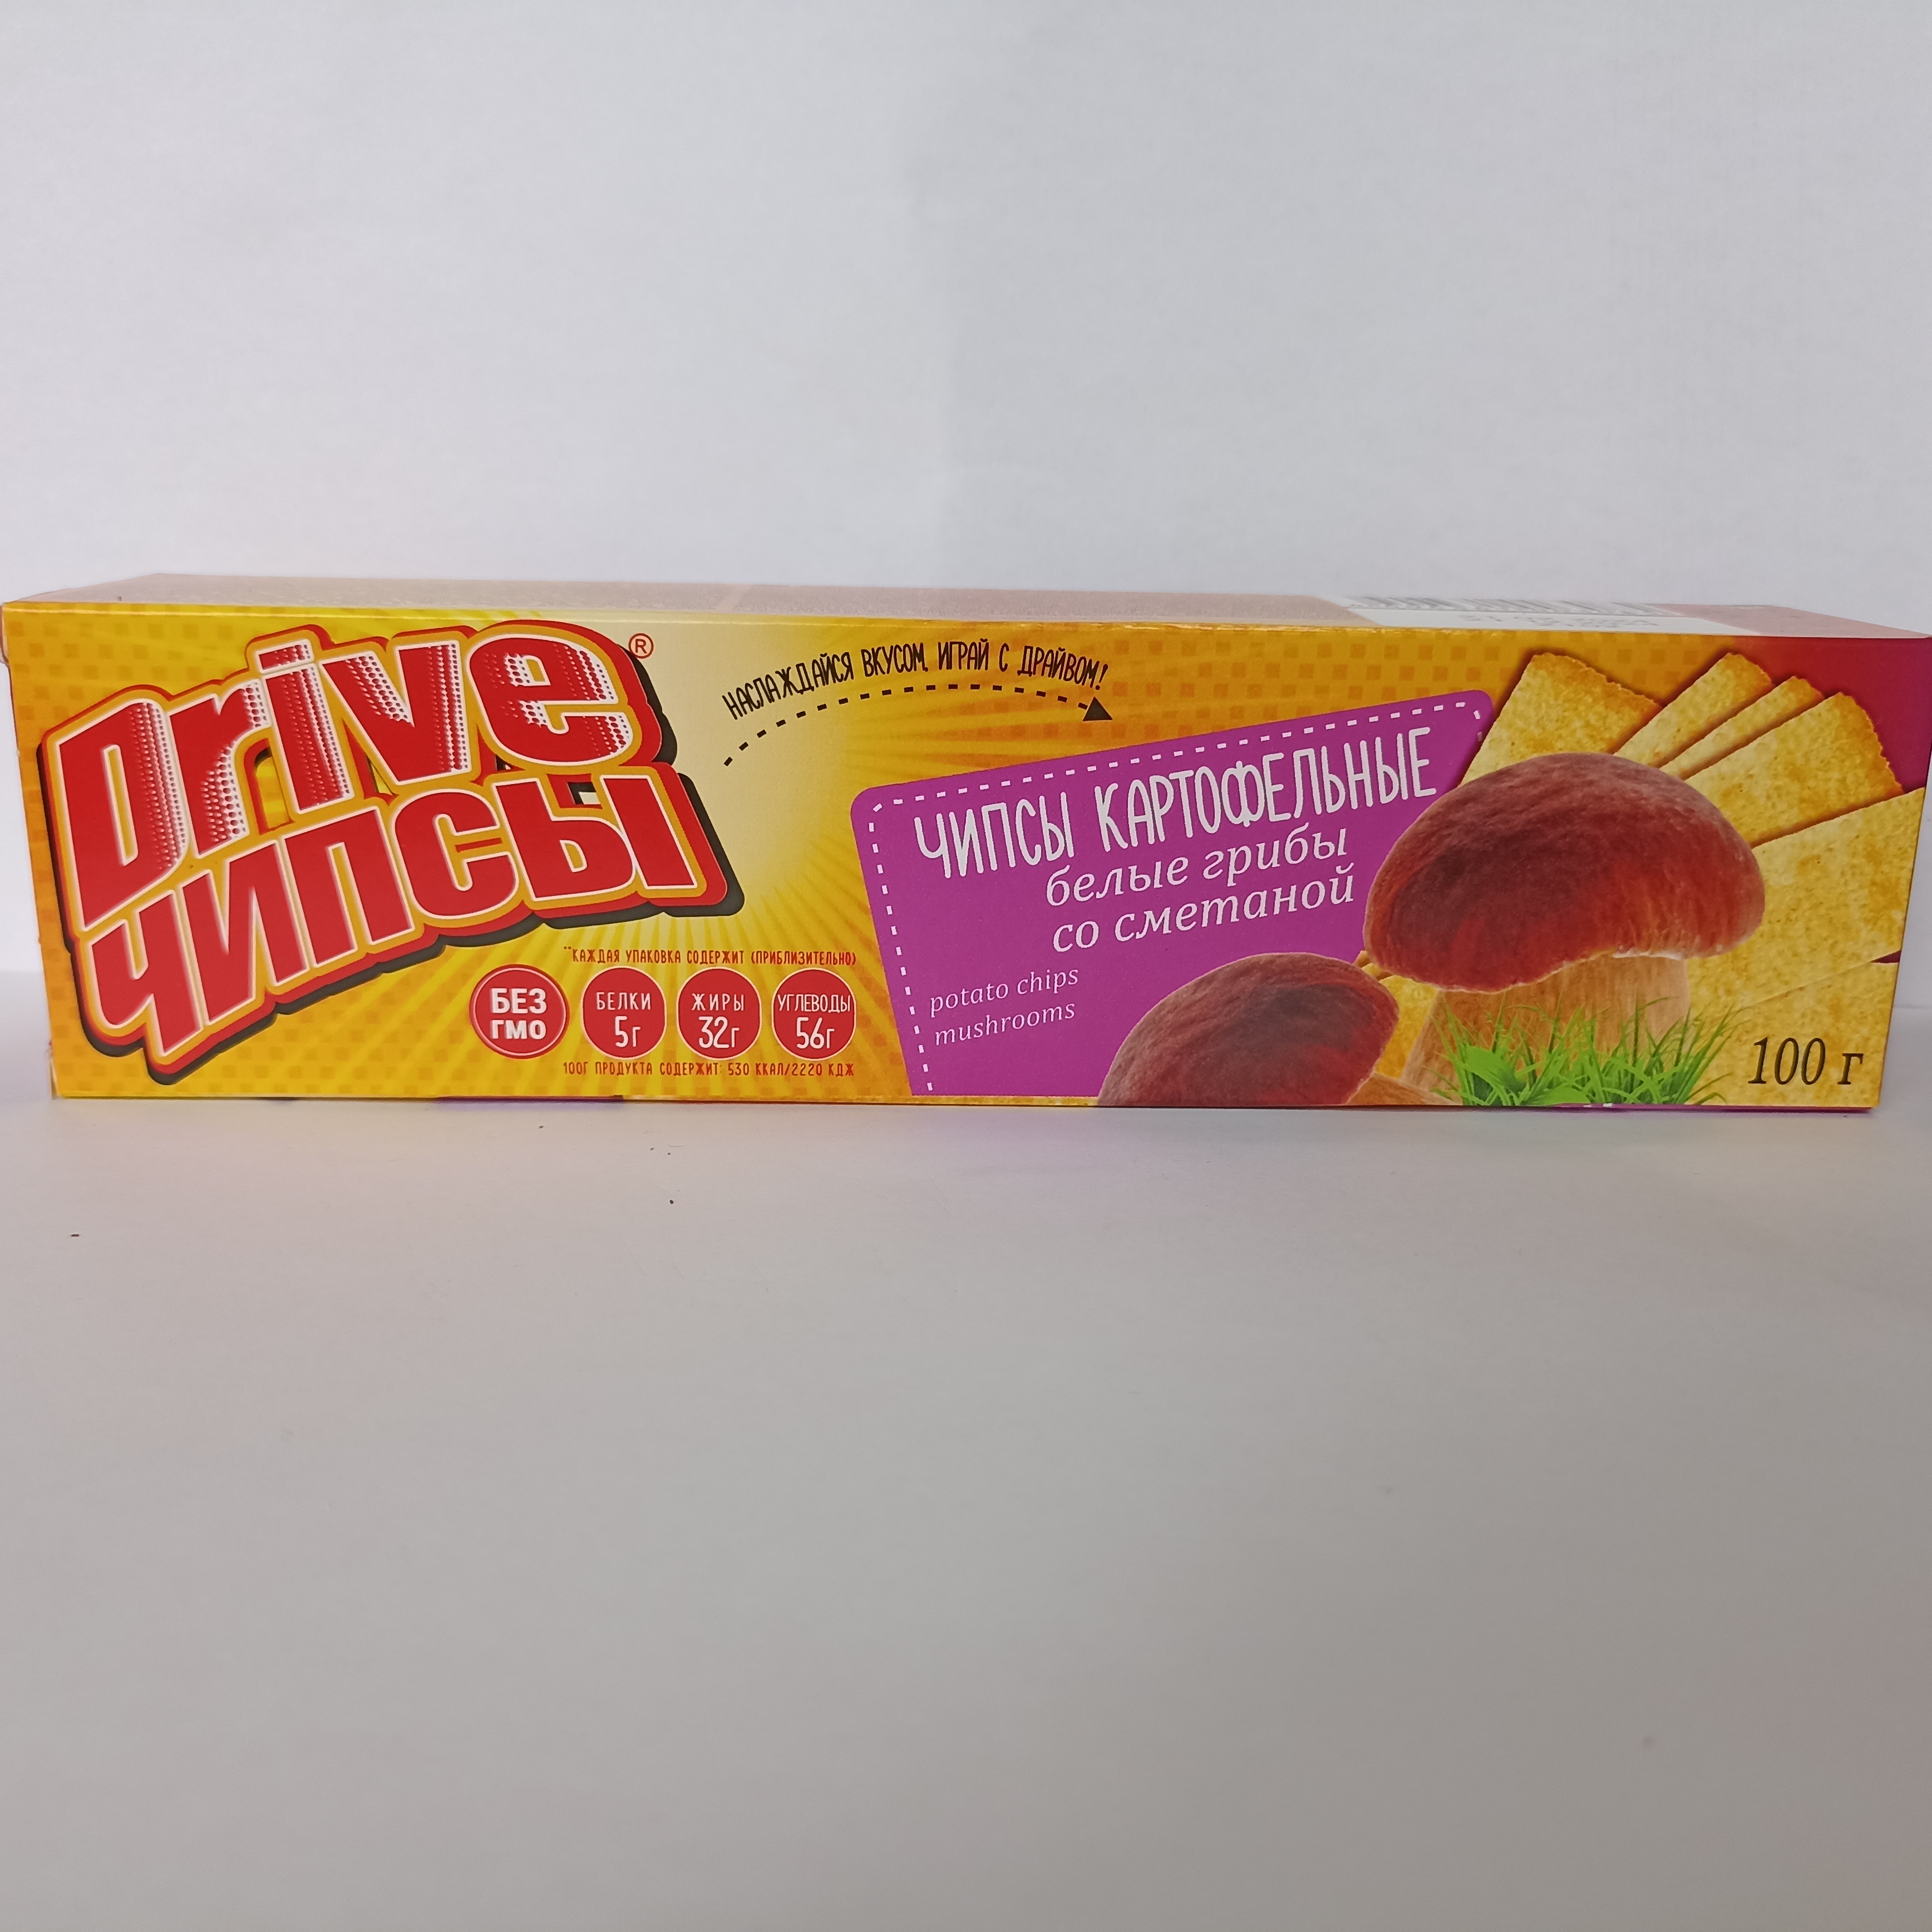 Drive®
ЧИПСЫ
НАСЛАЖДАЙСЯ ВКУСОМ, ИГРАЙ С ДРАЙВОМ!
ЧИПСЫ КАРТОФЕЛЬНЫЕ
белые грибы
со сметаной
potato chips
mushrooms
**КАЖДАЯ УПАКОВКА СОДЕРЖИТ (ПРИБЛИЗИТЕЛЬНО)
БЕЗ
ГМО
БЕЛКИ
5г
ЖИРЫ
32г
УГЛЕВОДЫ
56г
100Г ПРОДУКТА СОДЕРЖИТ: 530 ККАЛ/2220 КДЖ
100 г